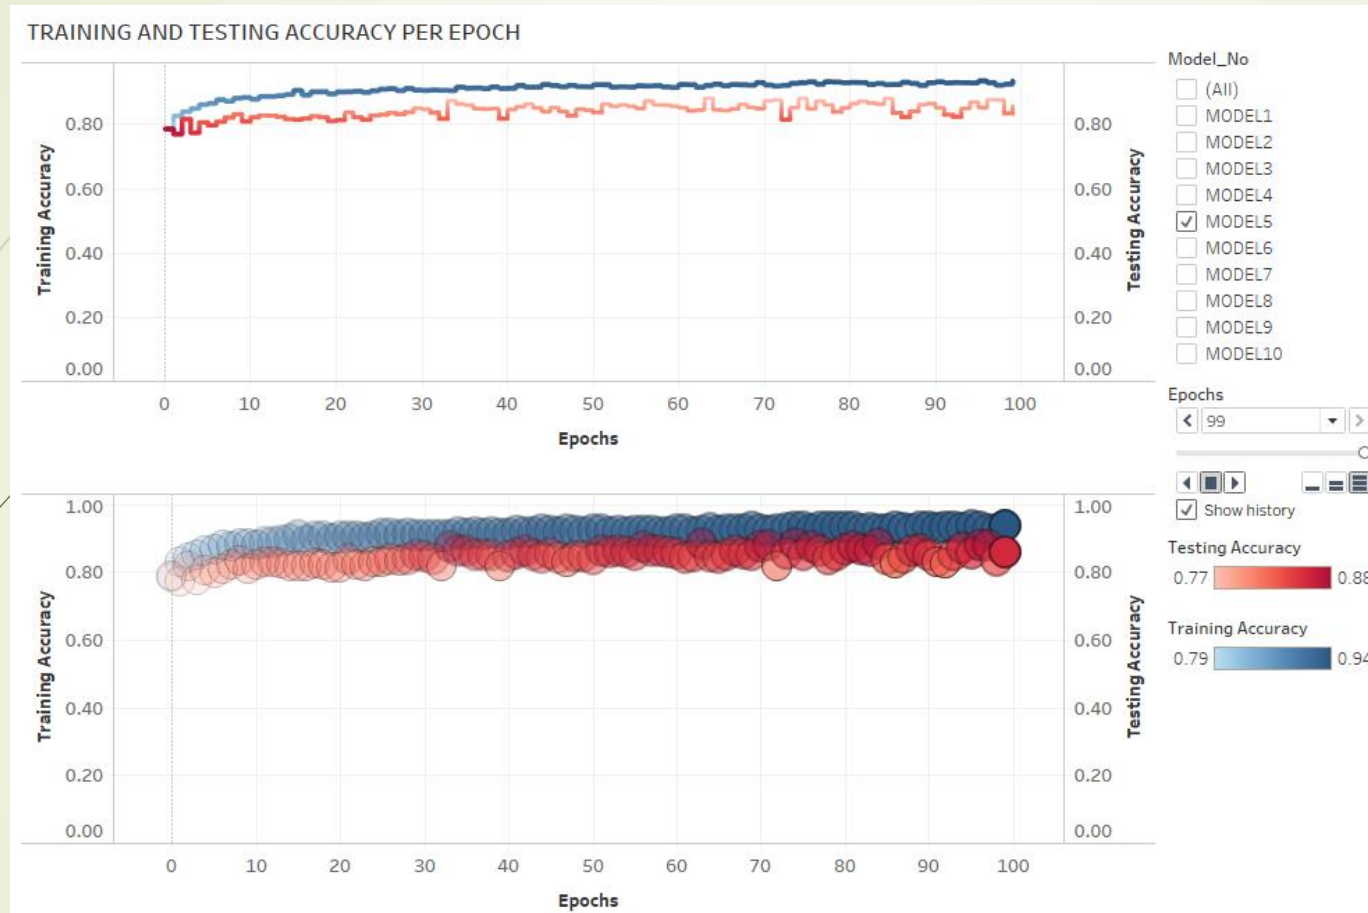 TRAINING AND TESTING ACCURACY PER EPOCH
Training Accuracy
0.80
0.60
0.40
0.20
0.00
0.80
0.60
0.40
0.20
0.00
Testing Accuracy
0 10 20 30 40 50 60 70 80 90 100
Epochs
Training Accuracy
1.00
0.80
0.60
0.40
0.20
0.00
1.00
0.80
0.60
0.40
0.20
0.00
Testing Accuracy
0 10 20 30 40 50 60 70 80 90 100
Epochs
Model_No
(All)
MODEL1
MODEL2
MODEL3
MODEL4
MODEL5
MODEL6
MODEL7
MODEL8
MODEL9
MODEL10
Epochs
99
Show history
Testing Accuracy
0.77 0.88
Training Accuracy
0.79 0.94